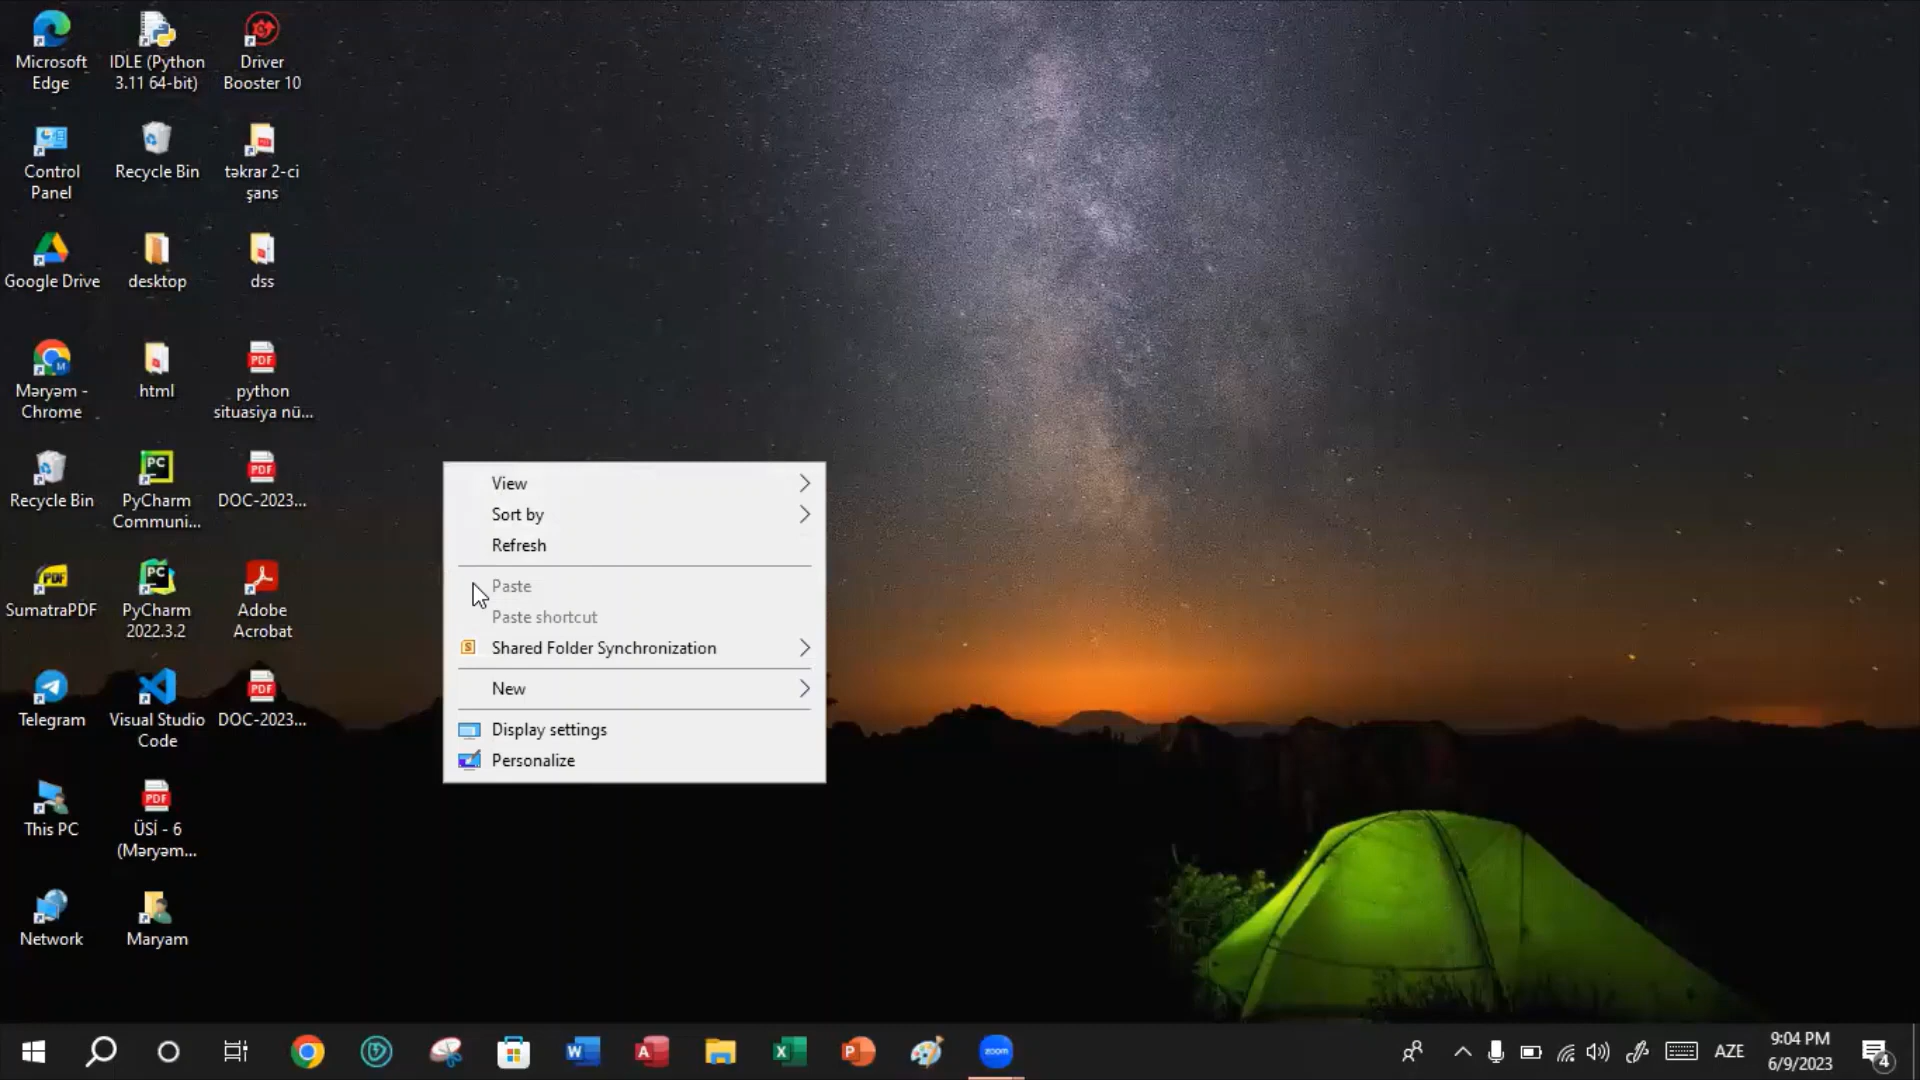 Microsoft
Edge
IDLE (Python
3.11 64-bit)
Driver
Booster 10
Control
Panel
Recycle Bin
təkrar 2-ci
şans
Google Drive
desktop
dss
Məryəm -
Chrome
html
python
situasiya nü...
Recycle Bin
PyCharm
Communi...
DOC-2023...
SumatraPDF
PyCharm
2022.3.2
Adobe
Acrobat
Telegram
Visual Studio
Code
DOC-2023...
This PC
ÜSİ - 6
(Məryəm...
Network
Maryam
View
Sort by
Refresh
Paste
Paste shortcut
Shared Folder Synchronization
New
Display settings
Personalize
zoom
AZE
9:04 PM
6/9/2023
4